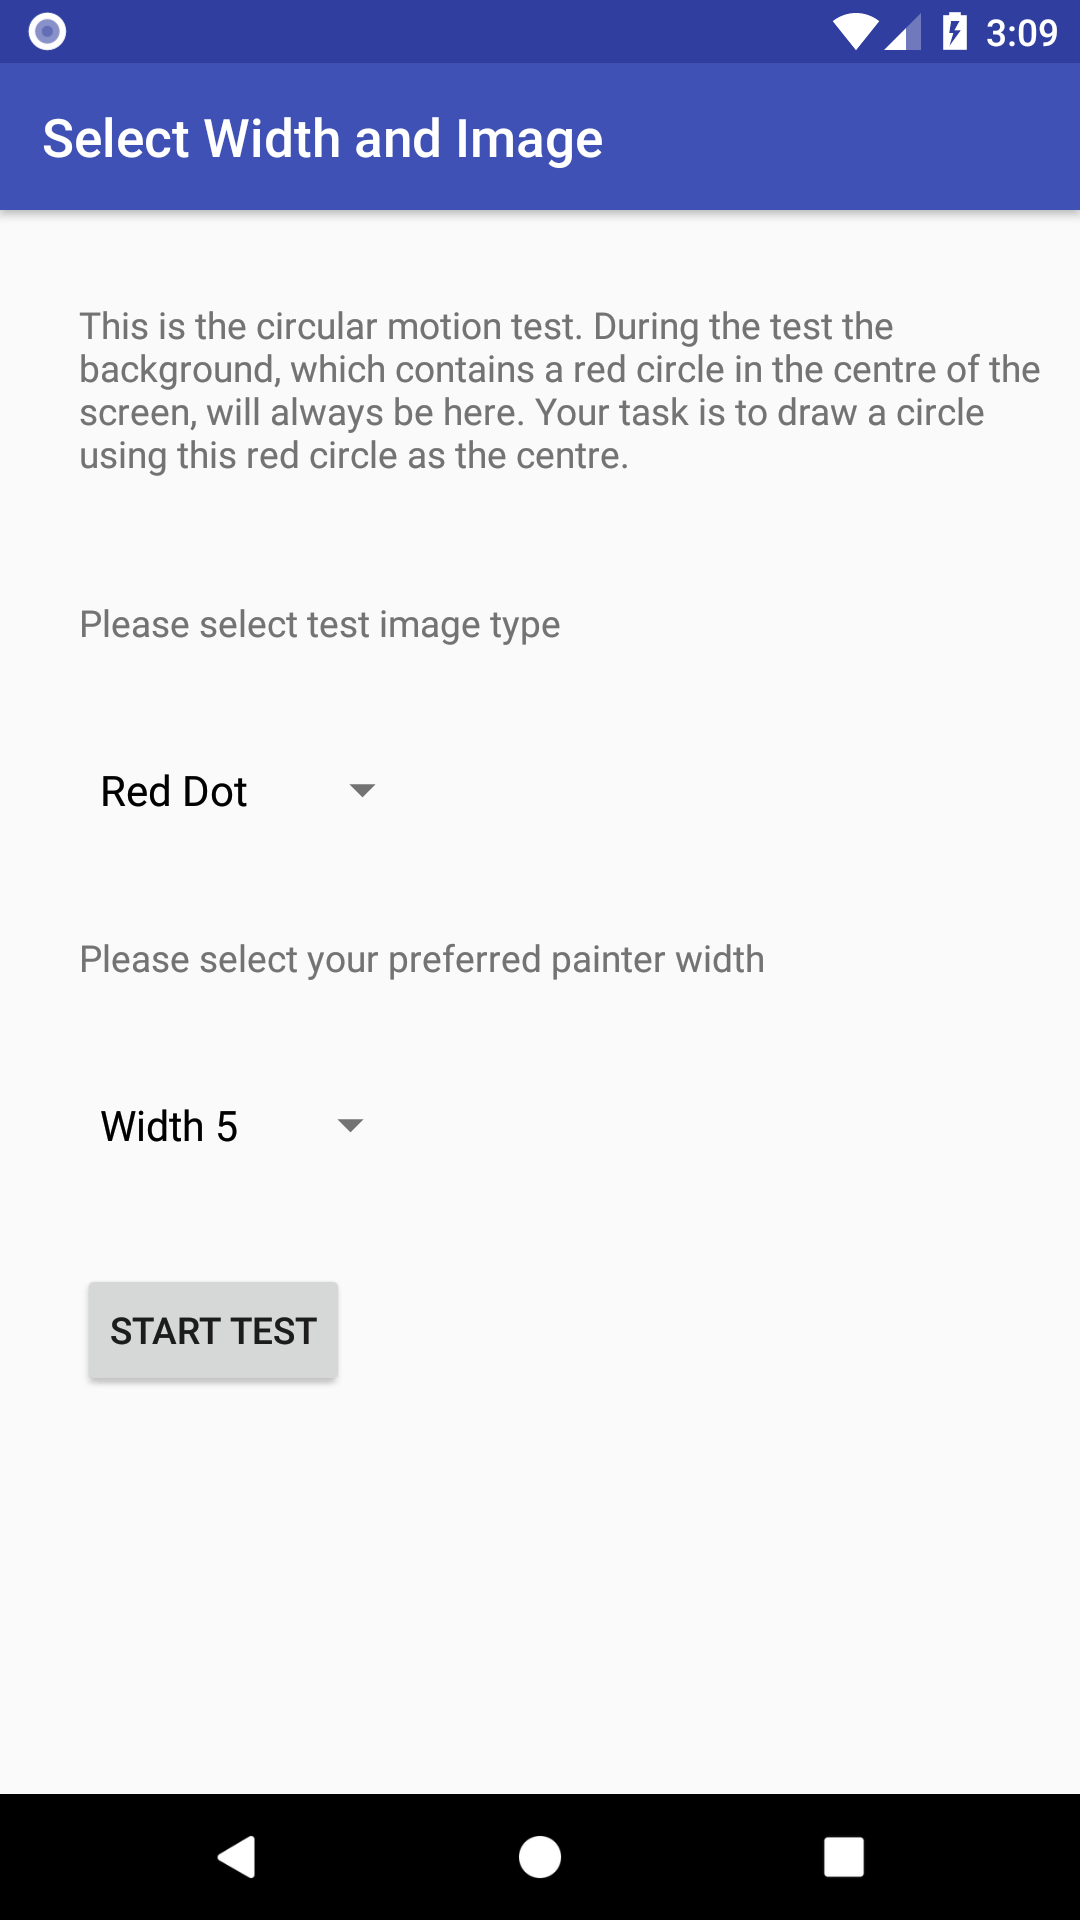 3:09
Select Width and Image
This is the circular motion test. During the test the
background, which contains a red circle in the centre of the
screen, will always be here. Your task is to draw a circle
using this red circle as the centre.
Please select test image type
Red Dot
Please select your preferred painter width
Width 5
START TEST